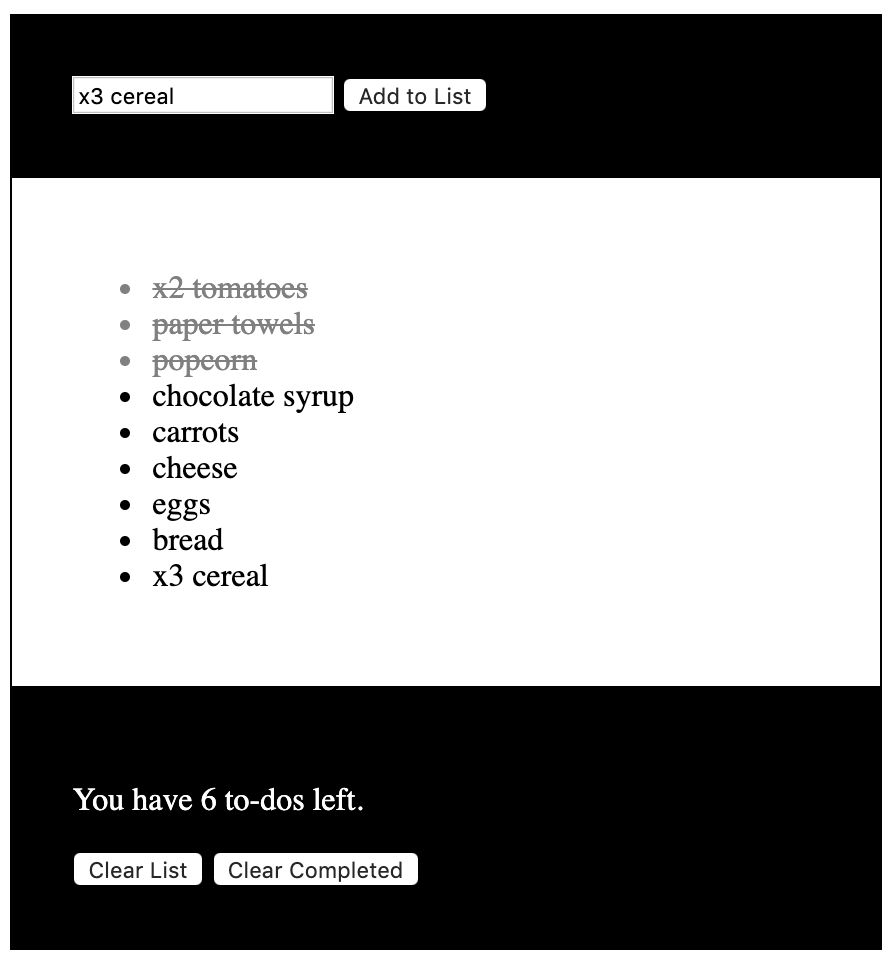 x3 cereal Add to List
x2 tomatoes
paper towels
popcorn
chocolate syrup
carrots
cheese
eggs
bread
x3 cereal
You have 6 to-dos left.
Clear List Clear Completed